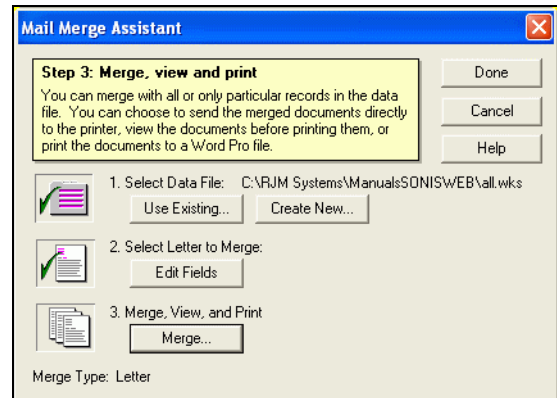 Mail Merge Assistant
Step 3: Merge, view and print
You can merge with all or only particular records in the data
file. You can choose to send the merged documents directly
to the printer, view the documents before printing them, or
print the documents to a Word Pro file.
Done
Cancel
Help
1. Select Data File: C:\RJM Systems\ManualsSONISWEB\all.wks
Use Existing... Create New...
2. Select Letter to Merge:
Edit Fields
3. Merge, View, and Print
Merge...
Merge Type: Letter